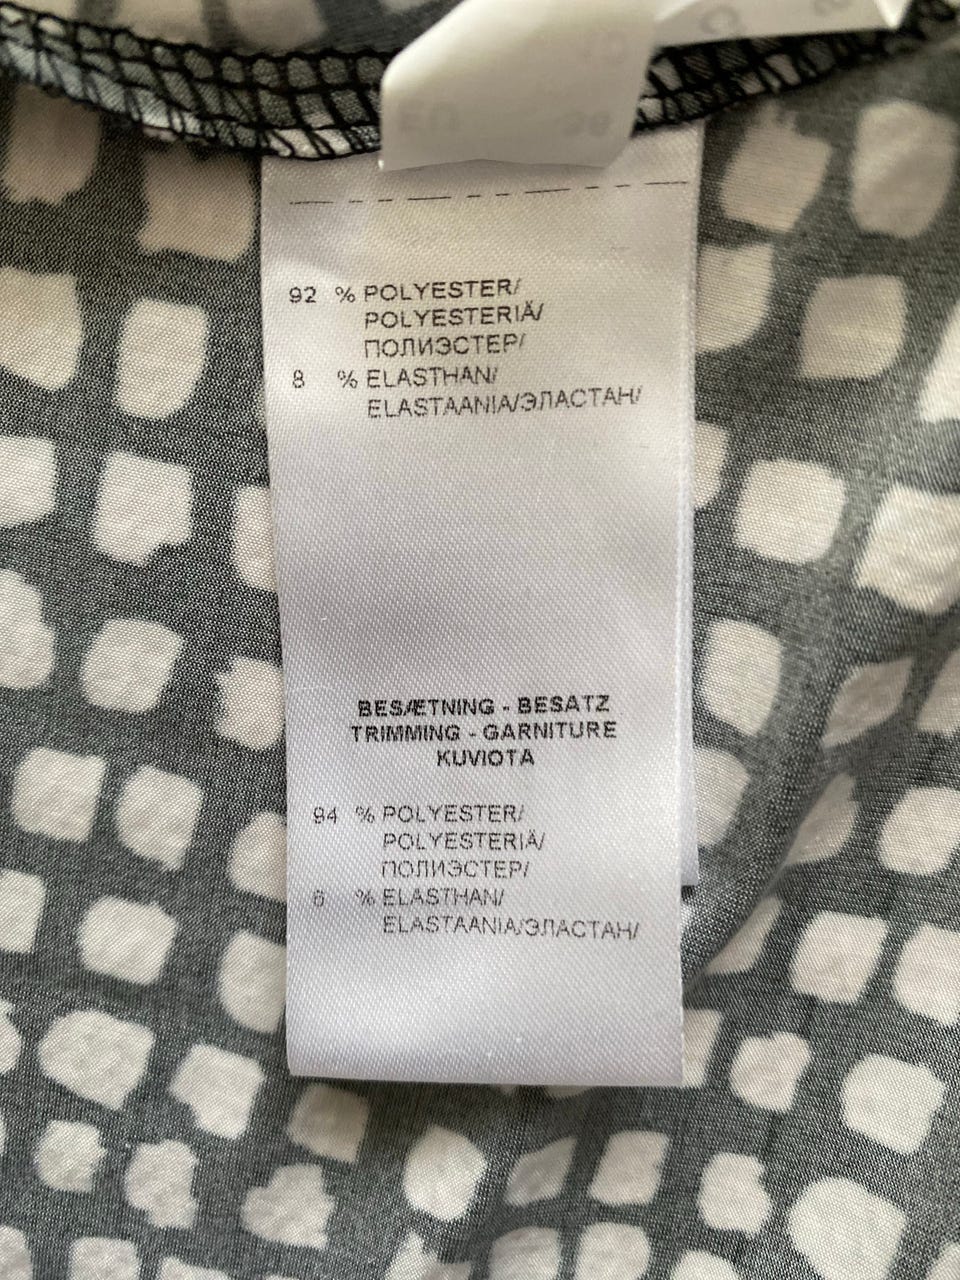 92 % POLYESTER/
POLYESTERIÄ/
ПОЛИЭСТЕР/
8 % ELASTHAN/
ELASTAANIA/ЭЛАСТАН/
BESÆTNING - BESATZ
TRIMMING - GARNITURE
KUVIOTA
94 % POLYESTER/
POLYESTERIÄ/
ПОЛИЭСТЕР/
6 % ELASTHAN/
ELASTAANIA/ЭЛАСТАН/